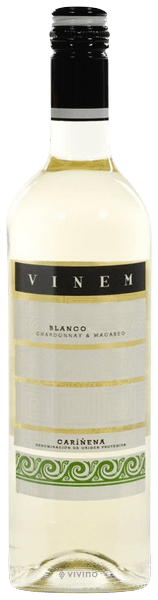 VINEM
BLANCO
CHARDONNAY & MACABEO
CARIÑENA
DENOMINACIÓN DE ORIGEN PROTEGIDA
vivino